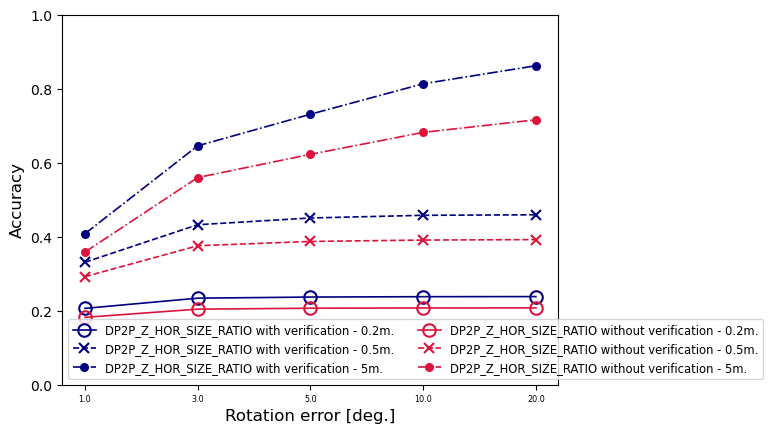 1.0
0.8
0.6
0.4
0.2
0.0
Accuracy
DP2P_Z_HOR_SIZE_RATIO with verification - 0.2m.
DP2P_Z_HOR_SIZE_RATIO with verification - 0.5m.
DP2P_Z_HOR_SIZE_RATIO with verification - 5m.
DP2P_Z_HOR_SIZE_RATIO without verification - 0.2m.
DP2P_Z_HOR_SIZE_RATIO without verification - 0.5m.
DP2P_Z_HOR_SIZE_RATIO without verification - 5m.
1.0 3.0 5.0 10.0 20.0
Rotation error [deg.]